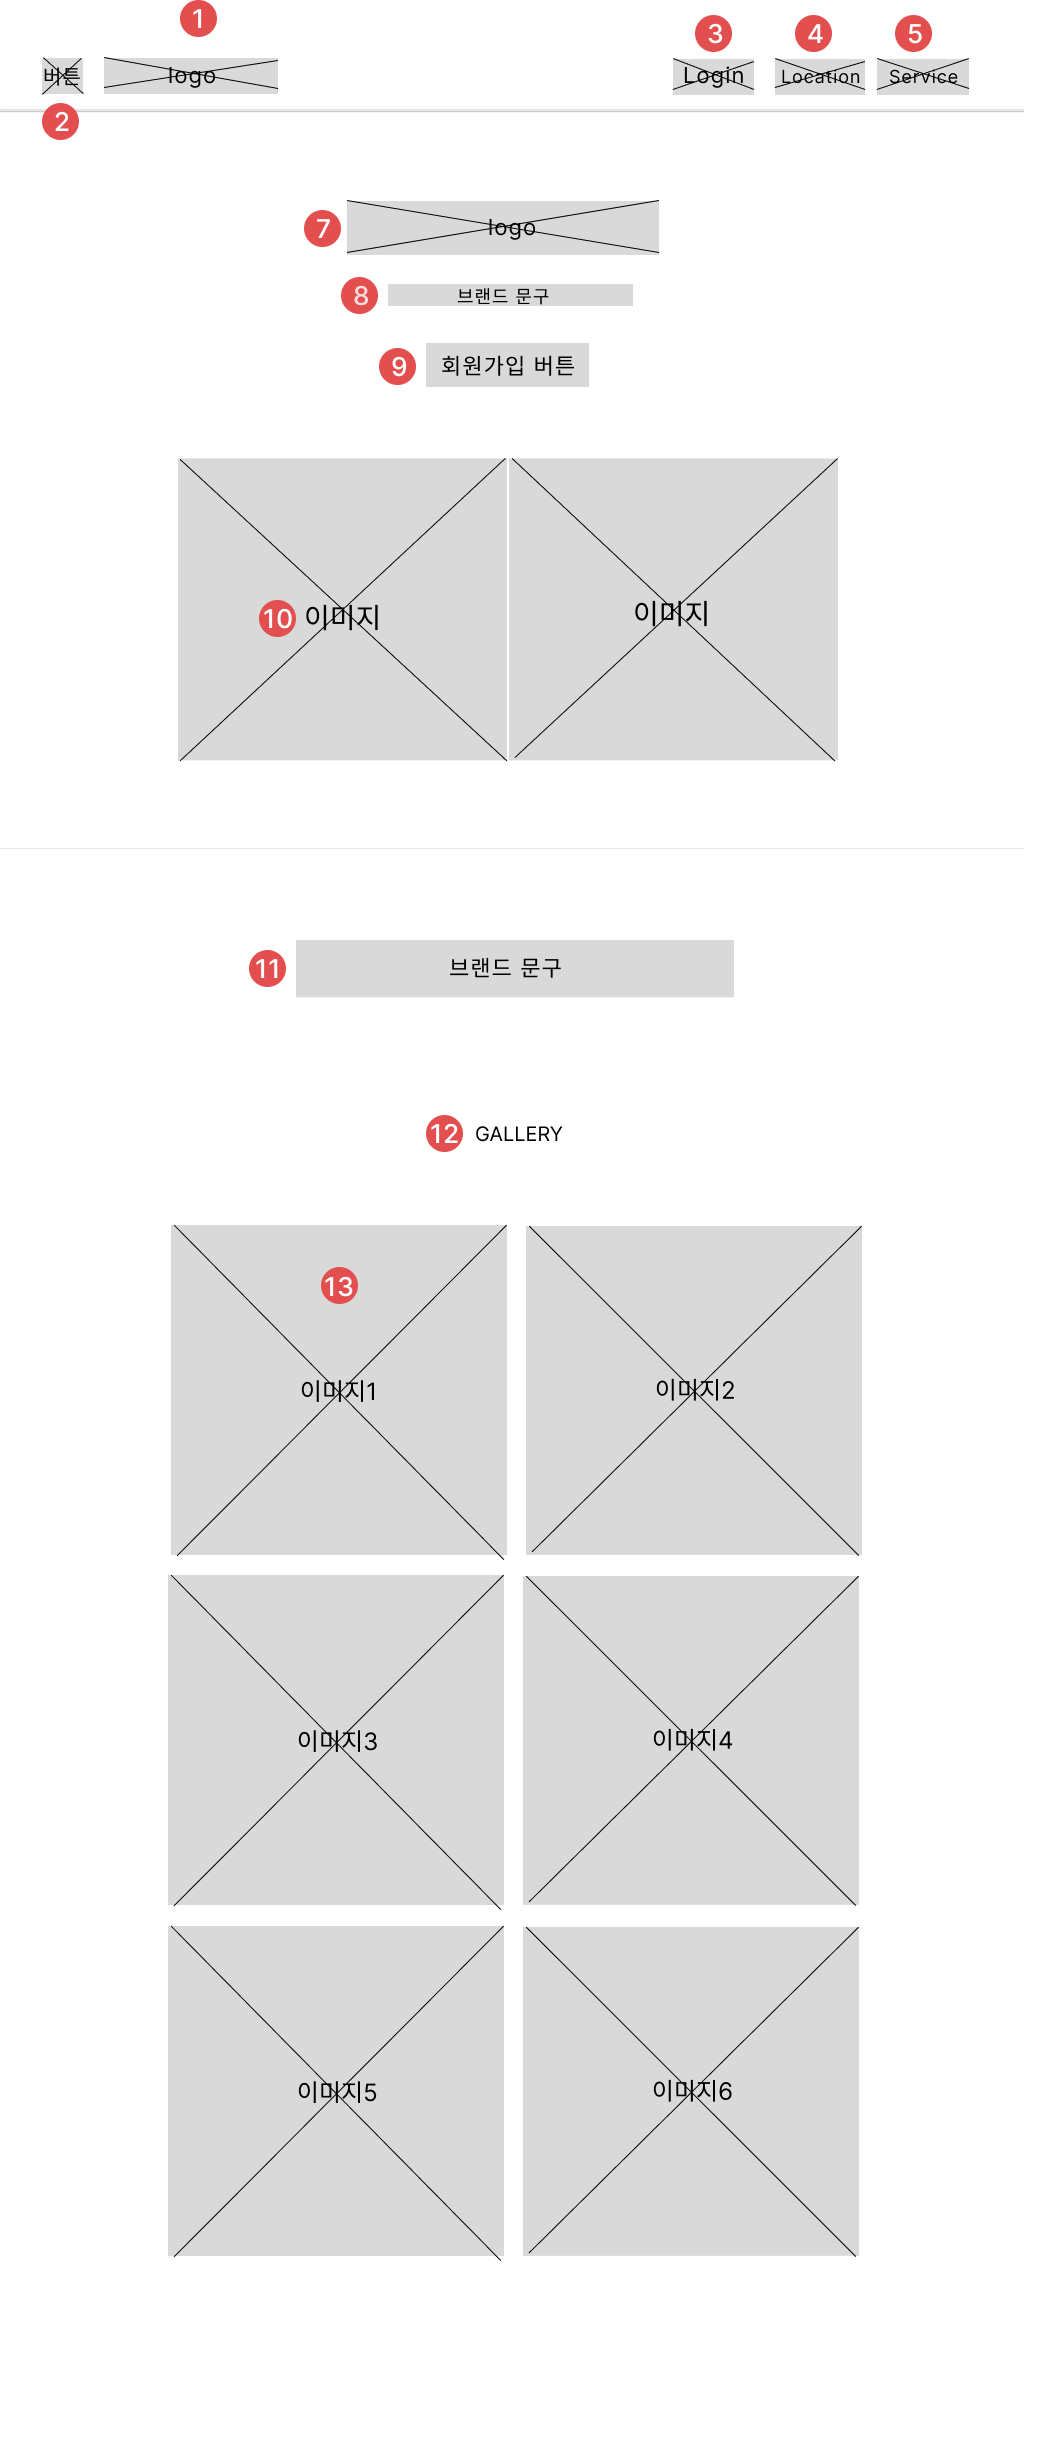 1
3
4
5
버튼
logo
Login
Location
Service
2
7
logo
8
브랜드 문구
9
회원가입 버튼
10
이미지
이미지
11
브랜드 문구
12
GALLERY
13
이미지1
이미지2
이미지3
이미지4
이미지5
이미지6